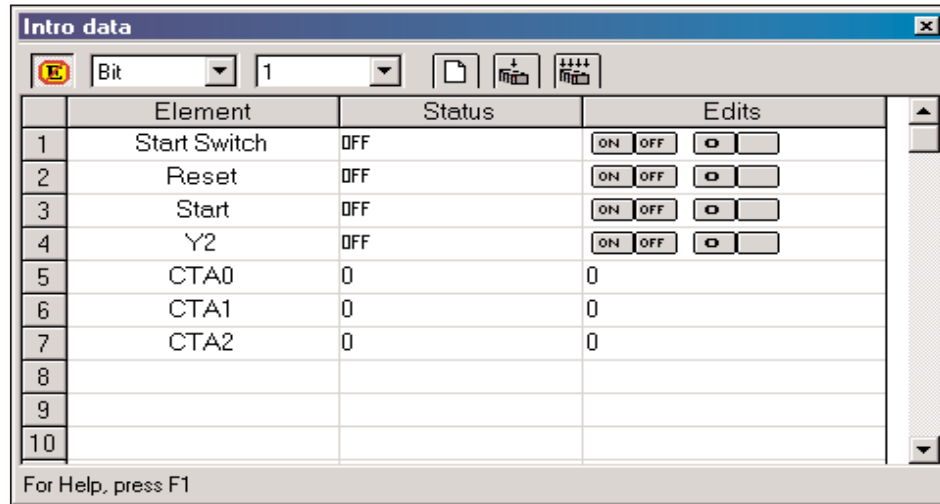 Intro data
E Bit 1
Element Status Edits
1 Start Switch OFF ON OFF O
2 Reset OFF ON OFF O
3 Start OFF ON OFF O
4 Y2 OFF ON OFF O
5 CTA0 0 0
6 CTA1 0 0
7 CTA2 0 0
8
9
10
For Help, press F1